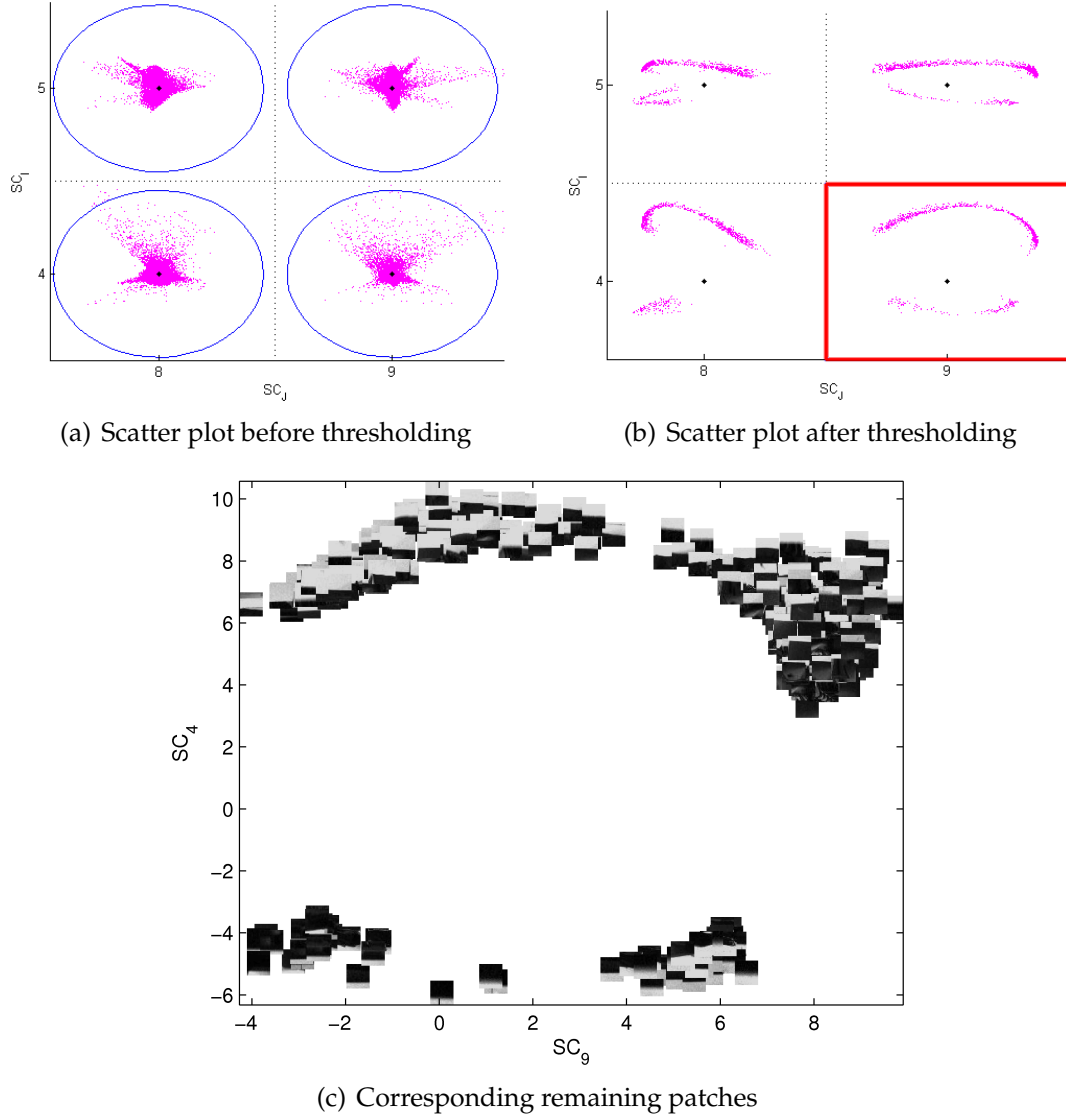 5
4
SC_I
8
9
SC_J
(a) Scatter plot before thresholding
5
4
SC_I
8
9
SC_J
(b) Scatter plot after thresholding
10
8
6
4
2
0
−2
−4
−6
SC_4
−4
−2
0
2
4
6
8
SC_9
(c) Corresponding remaining patches